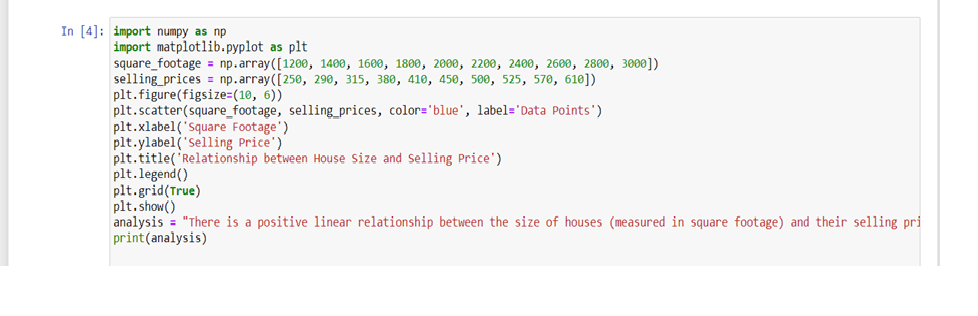 In [4]: import numpy as np
import matplotlib.pyplot as plt
square_footage = np.array([1200, 1400, 1600, 1800, 2000, 2200, 2400, 2600, 2800, 3000])
selling_prices = np.array([250, 290, 315, 380, 410, 450, 500, 525, 570, 610])
plt.figure(figsize=(10, 6))
plt.scatter(square_footage, selling_prices, color='blue', label='Data Points')
plt.xlabel('Square Footage')
plt.ylabel('Selling Price')
plt.title('Relationship between House Size and Selling Price')
plt.legend()
plt.grid(True)
plt.show()
analysis = "There is a positive linear relationship between the size of houses (measured in square footage) and their selling pri
print(analysis)